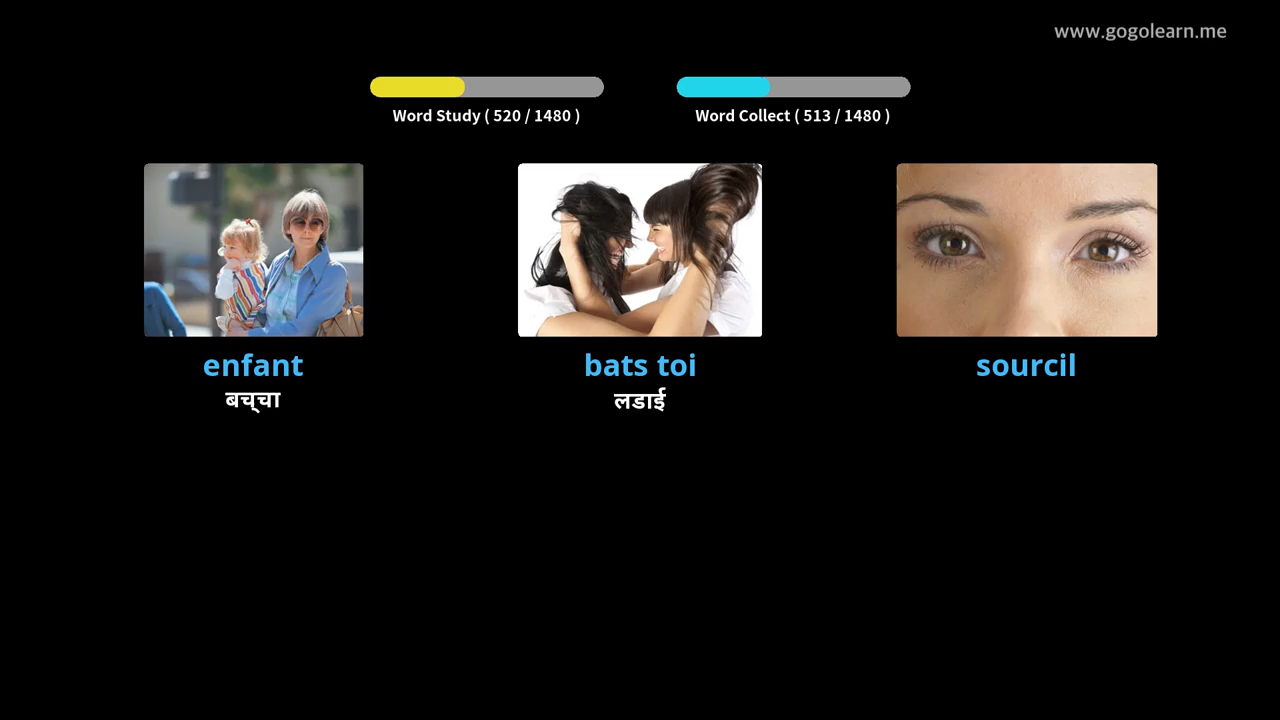 www.gogolearn.me
Word Study ( 520 / 1480 )
Word Collect ( 513 / 1480 )
enfant
बच्‌चा
bats toi
लडाई
sourcil